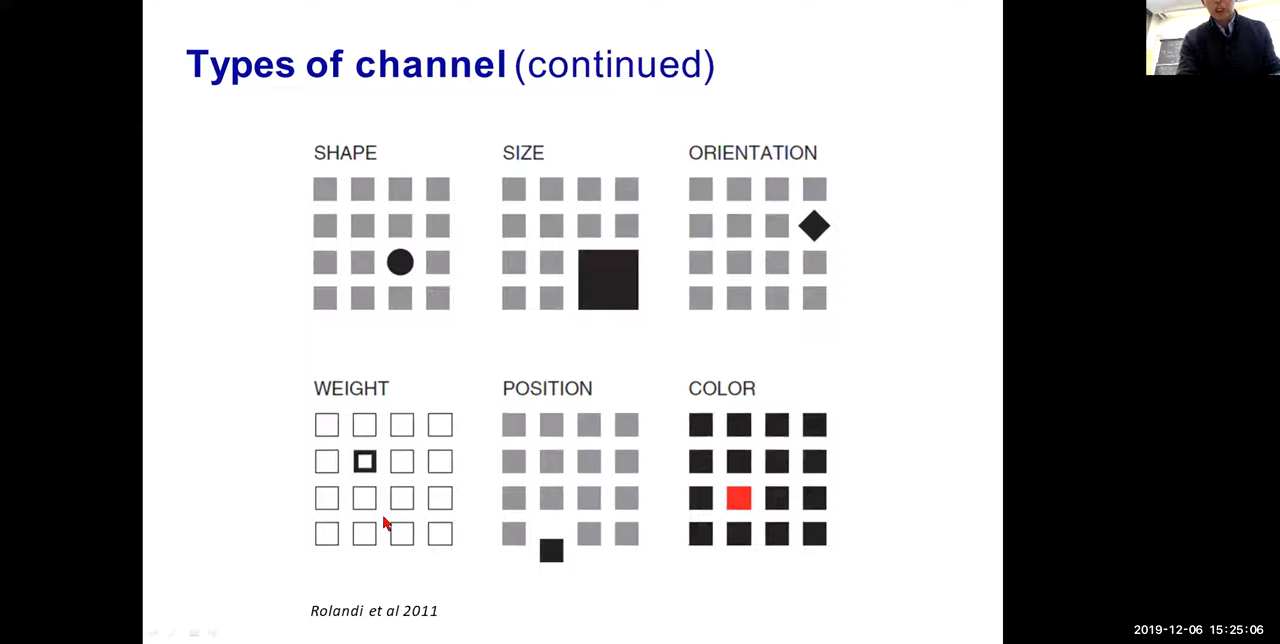 Types of channel (continued)
SHAPE SIZE ORIENTATION
WEIGHT POSITION COLOR
Rolandi et al 2011
2019-12-06 15:25:06